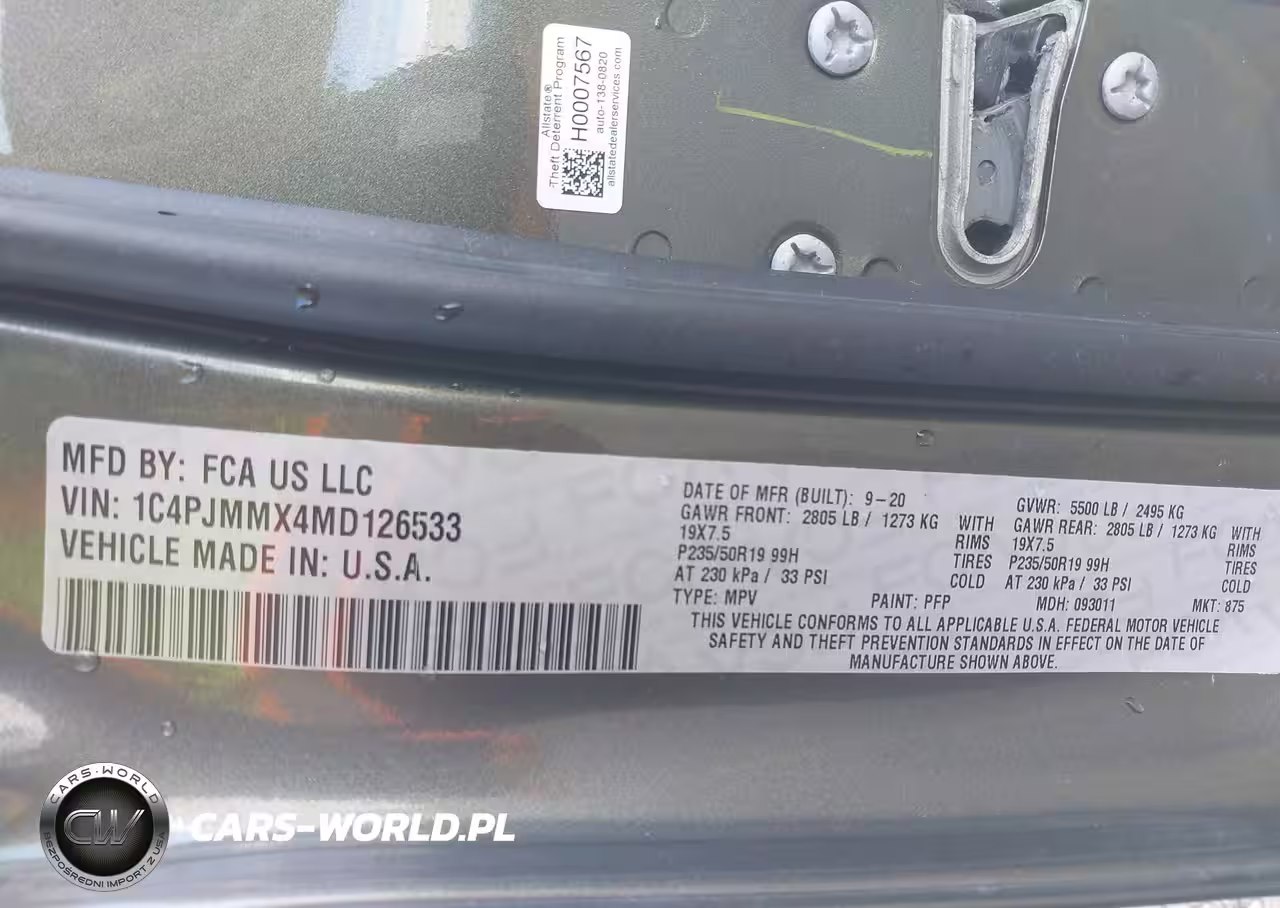 Allstate®
Theft Deterrent Program
H0007567
auto-138-0820
allstatedealerservices.com
MFD BY: FCA US LLC
VIN: 1C4PJMMX4MD126533
VEHICLE MADE IN: U.S.A.
DATE OF MFR (BUILT): 9-20 GVWR: 5500 LB / 2495 KG
GAWR FRONT: 2805 LB / 1273 KG WITH GAWR REAR: 2805 LB / 1273 KG WITH
19X7.5 RIMS 19X7.5 RIMS
P235/50R19 99H TIRES P235/50R19 99H TIRES
AT 230 kPa / 33 PSI COLD AT 230 kPa / 33 PSI COLD
TYPE: MPV PAINT: PFP MDH: 093011 MKT: 875
THIS VEHICLE CONFORMS TO ALL APPLICABLE U.S.A. FEDERAL MOTOR VEHICLE
SAFETY AND THEFT PREVENTION STANDARDS IN EFFECT ON THE DATE OF
MANUFACTURE SHOWN ABOVE.
CARS-WORLD
CW
BEZPOŚREDNI IMPORT Z USA
CARS-WORLD.PL